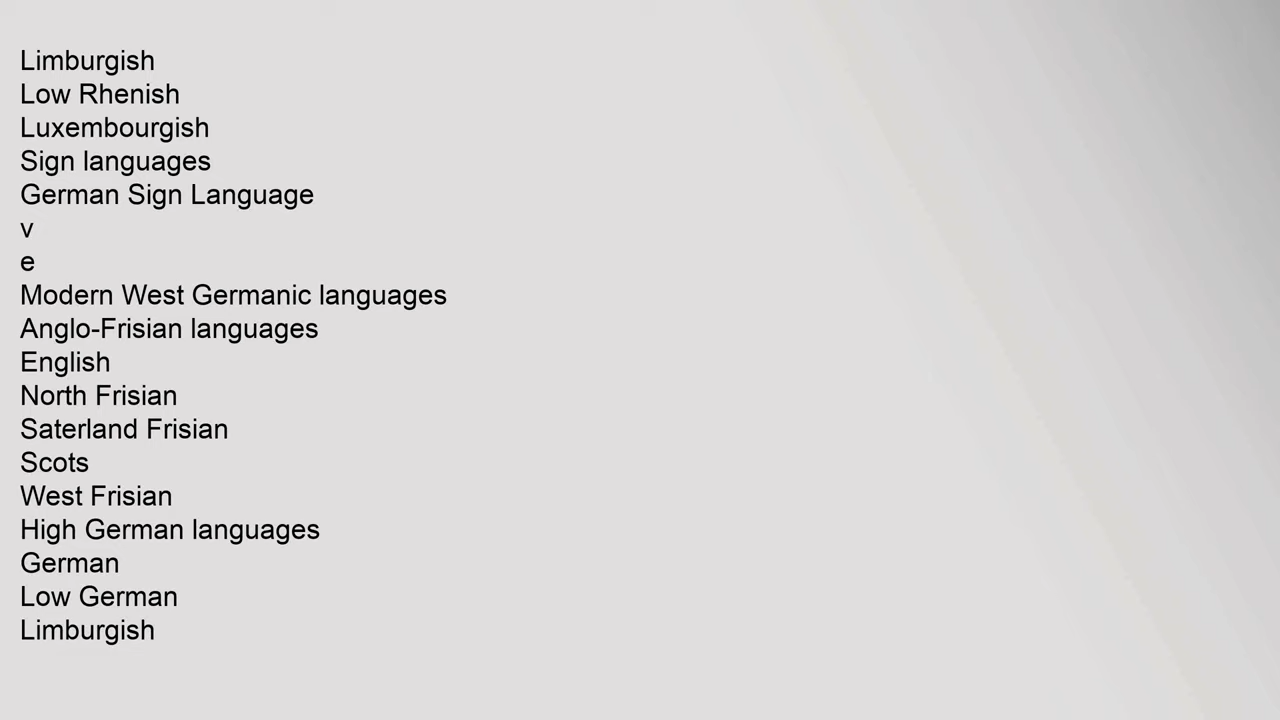 Limburgish
Low Rhenish
Luxembourgish
Sign languages
German Sign Language
v
e
Modern West Germanic languages
Anglo-Frisian languages
English
North Frisian
Saterland Frisian
Scots
West Frisian
High German languages
German
Low German
Limburgish